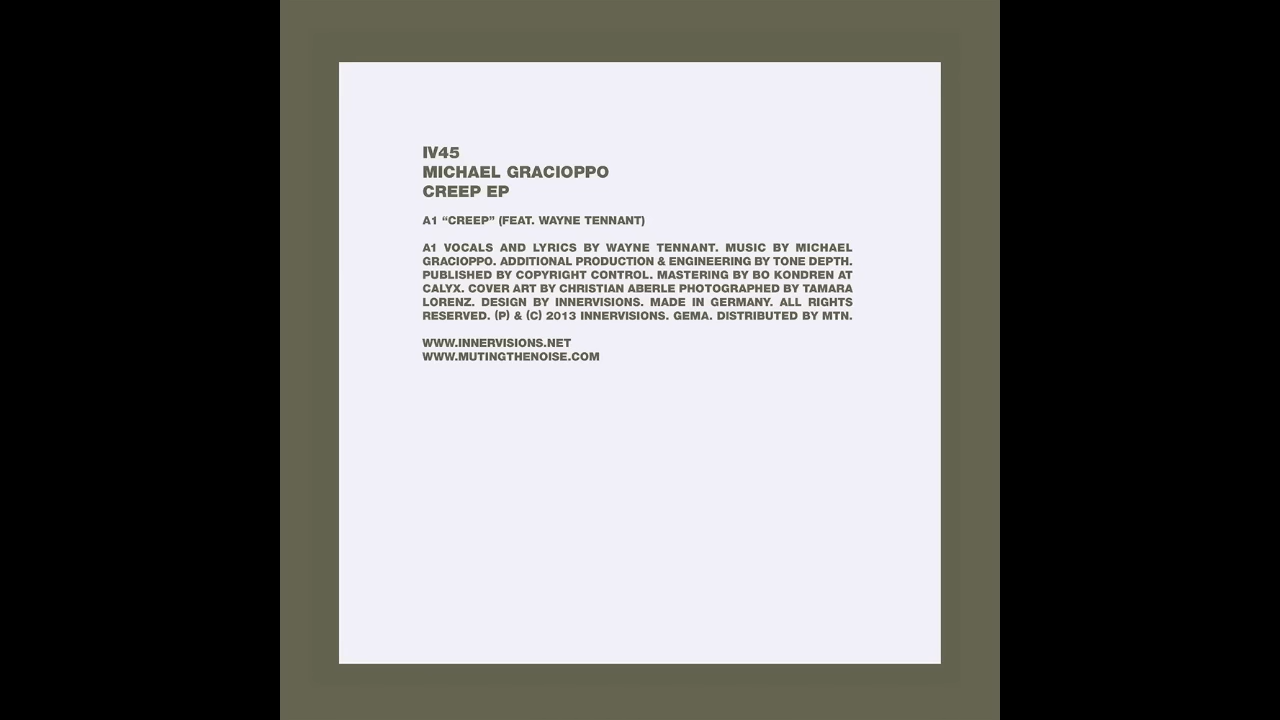 IV45
MICHAEL GRACIOPPO
CREEP EP
A1 “CREEP” (FEAT. WAYNE TENNANT)
A1 VOCALS AND LYRICS BY WAYNE TENNANT. MUSIC BY MICHAEL
GRACIOPPO. ADDITIONAL PRODUCTION & ENGINEERING BY TONE DEPTH.
PUBLISHED BY COPYRIGHT CONTROL. MASTERING BY BO KONDREN AT
CALYX. COVER ART BY CHRISTIAN ABERLE PHOTOGRAPHED BY TAMARA
LORENZ. DESIGN BY INNERVISIONS. MADE IN GERMANY. ALL RIGHTS
RESERVED. (P) & (C) 2013 INNERVISIONS. GEMA. DISTRIBUTED BY MTN.
WWW.INNERVISIONS.NET
WWW.MUTINGTHENOISE.COM